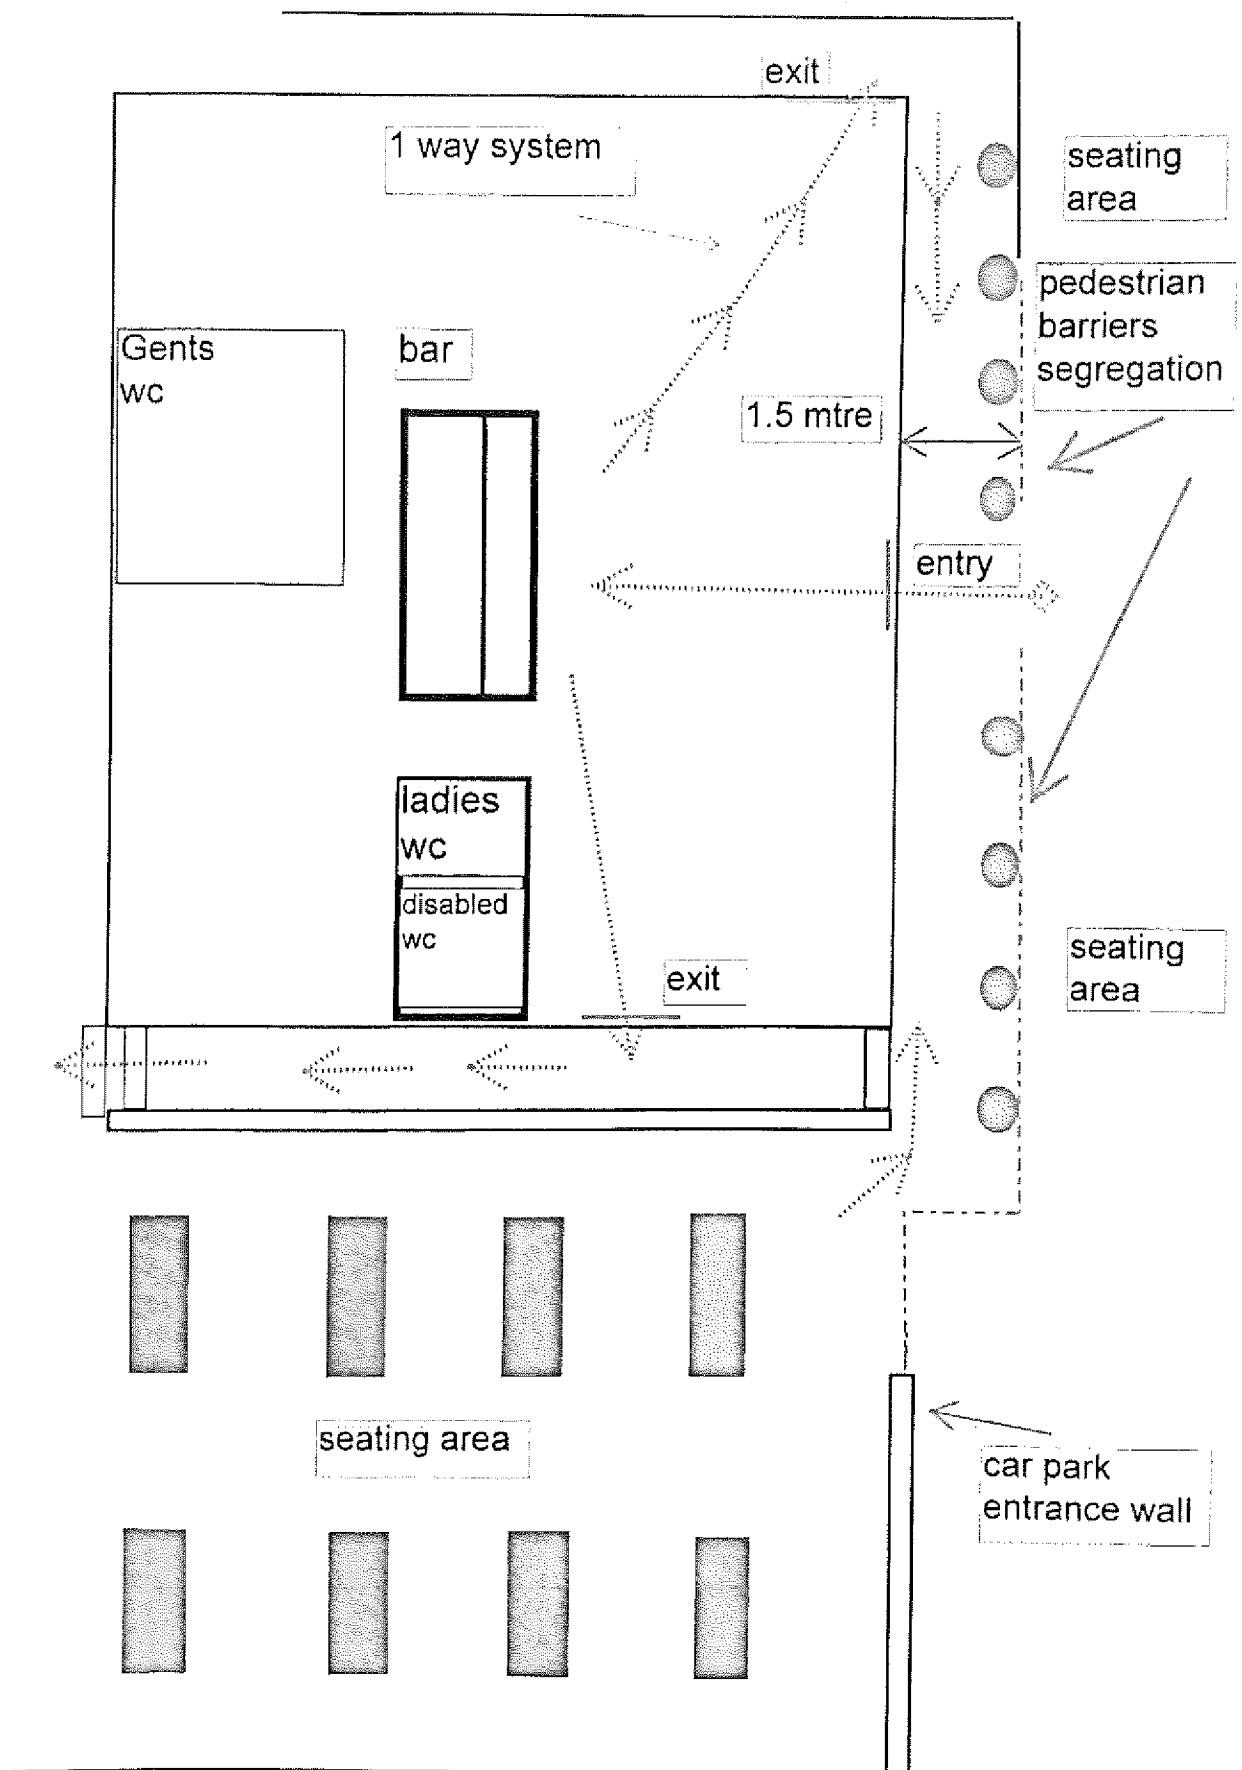 exit
1 way system
seating
area
pedestrian
barriers
segregation
Gents
wc
bar
1.5 mtre
entry
ladies
wc
disabled
wc
exit
seating
area
seating area
car park
entrance wall